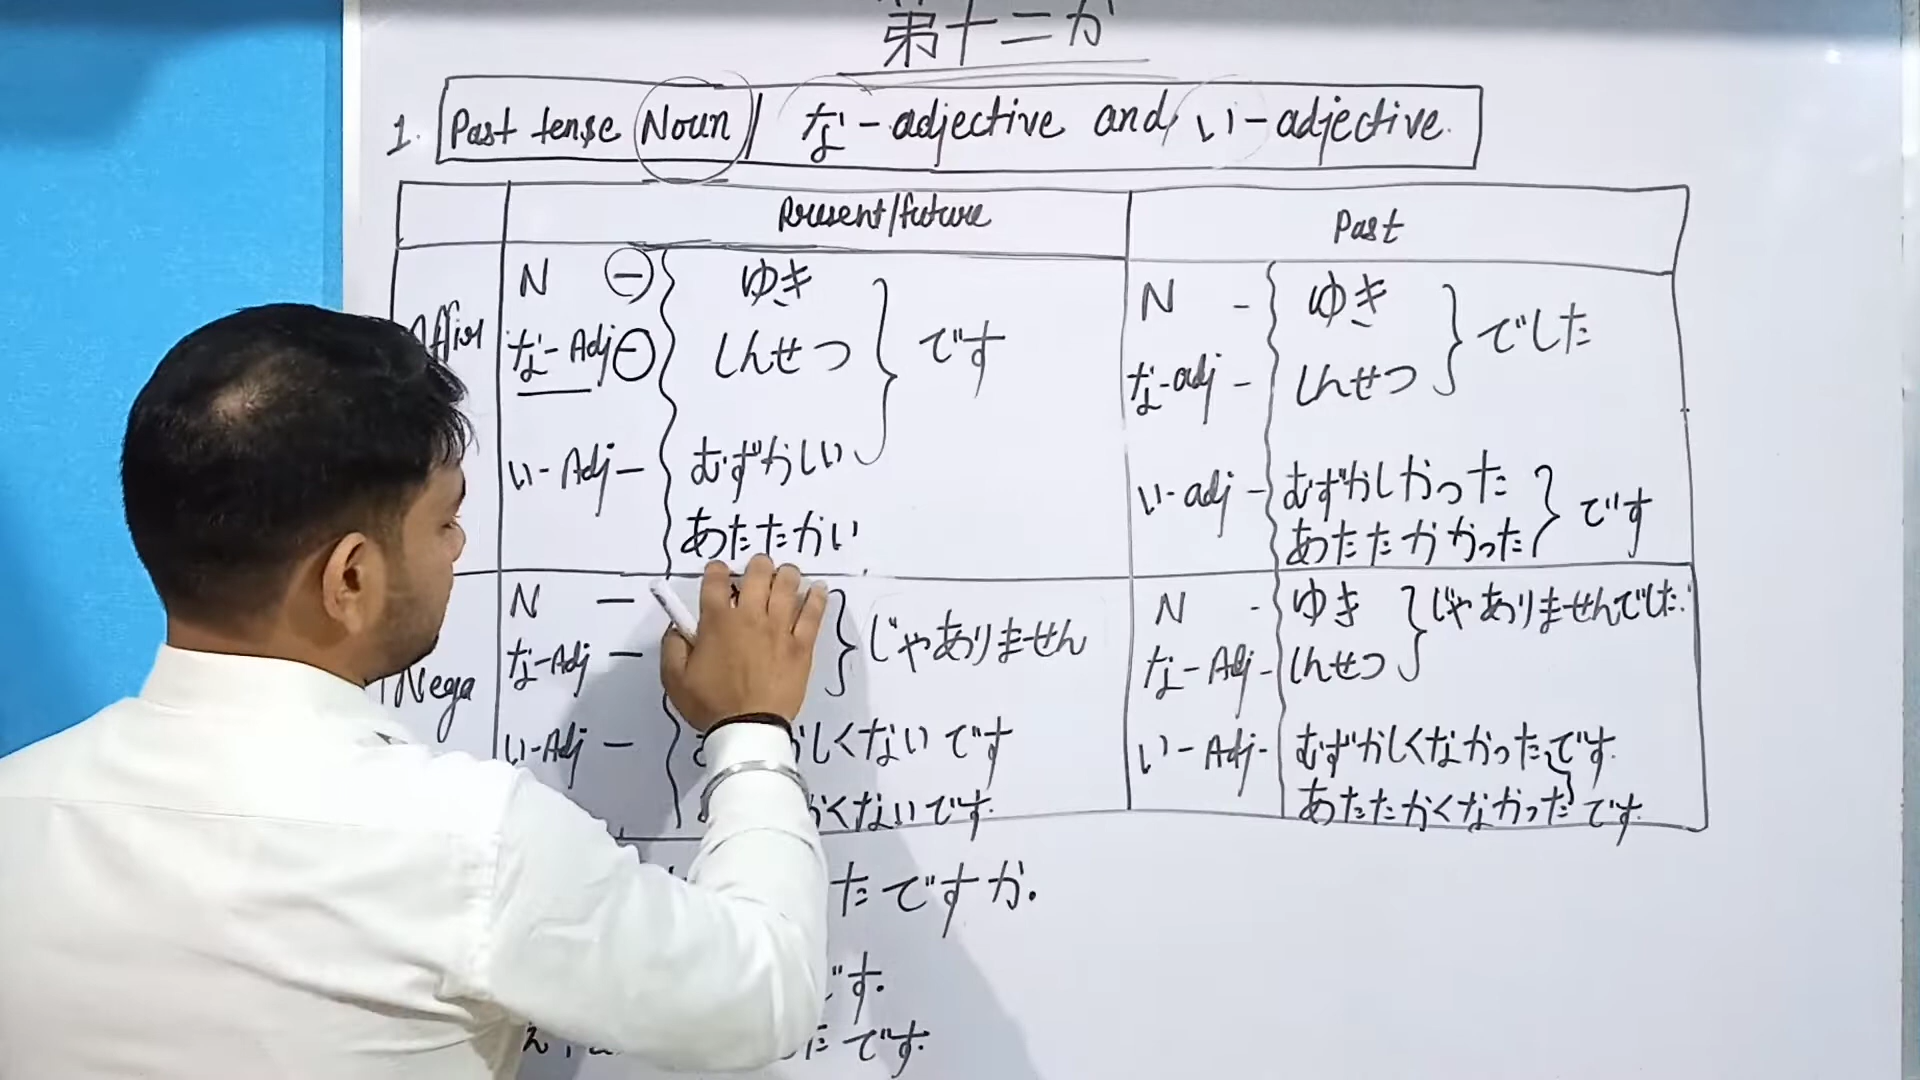 第十二か
1. Past tense Noun / な-adjective and い-adjective.
Present/future Past
Affir
N - ゆき
な-Adj - しんせつ
い-Adj - むずかしい
あたたかい
です
N - ゆき
な-adj - しんせつ
でした
い-adj - むずかしかった
あたたかかった
です
Nega
N -
な-Adj -
じゃありません
い-Adj - しくないです
かくないです.
N - ゆき
な-Adj- しんせつ
じゃありませんでした.
い-Adj- むずかしくなかったです.
あたたかくなかったです.
たですか.
です.
たです.